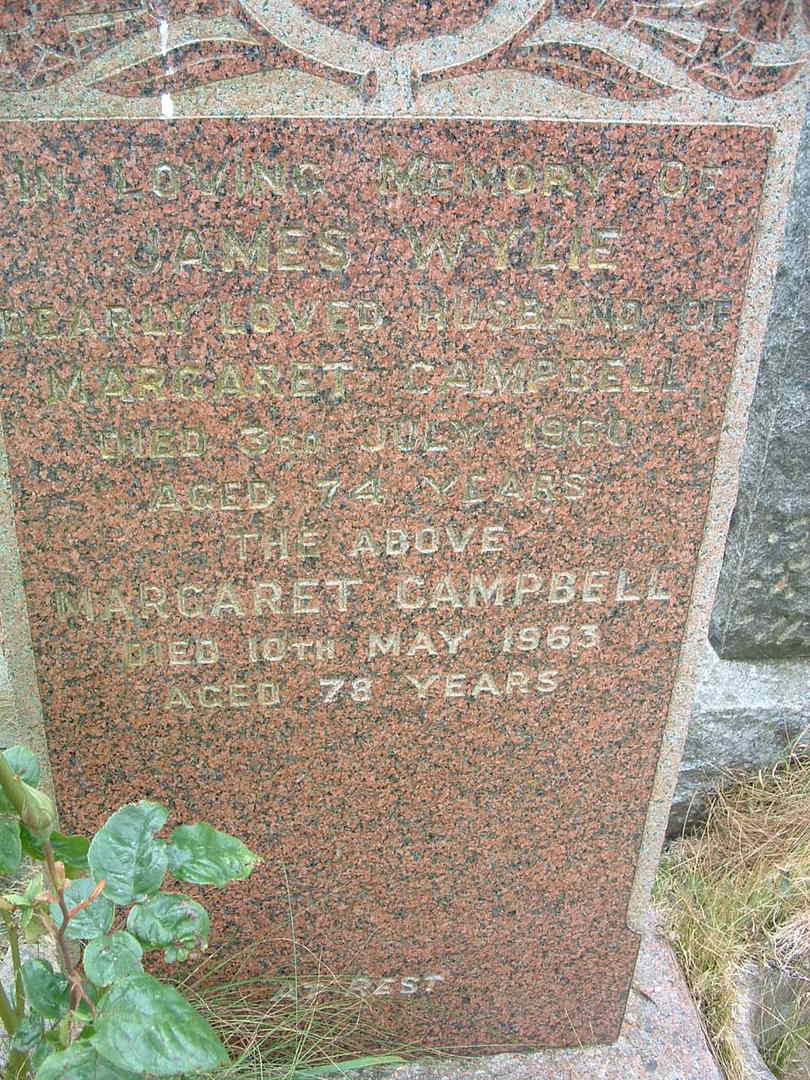 IN LOVING MEMORY OF
JAMES WYLIE
DEARLY LOVED HUSBAND OF
MARGARET CAMPBELL
DIED 3RD JULY 1960
AGED 74 YEARS
THE ABOVE
MARGARET CAMPBELL
DIED 10TH MAY 1963
AGED 78 YEARS
AT REST